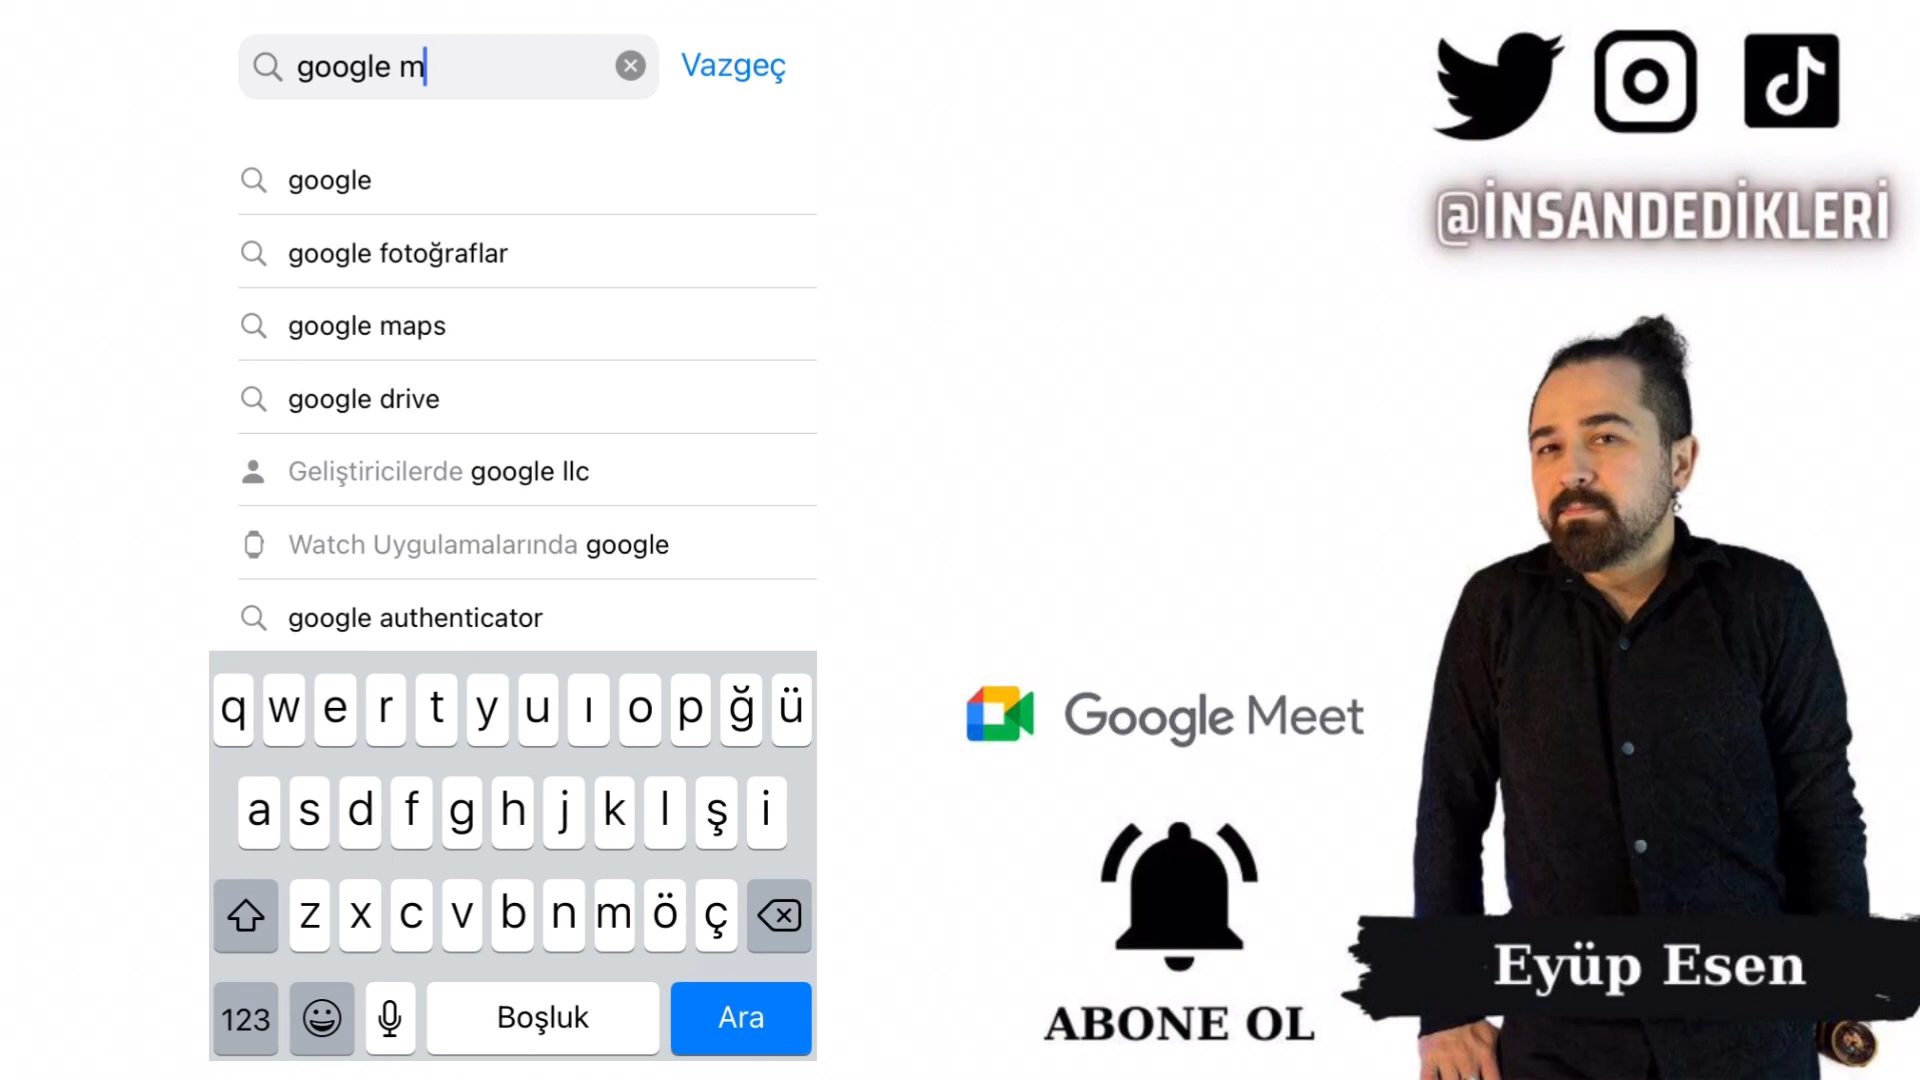 google m
Vazgeç
google
google fotoğraflar
google maps
google drive
Geliştiricilerde google llc
Watch Uygulamalarında google
google authenticator
q w e r t y u ı o p ğ ü
a s d f g h j k l ş i
z x c v b n m ö ç
123
Boşluk
Ara
@İNSANDEDİKLERİ
Google Meet
ABONE OL
Eyüp Esen